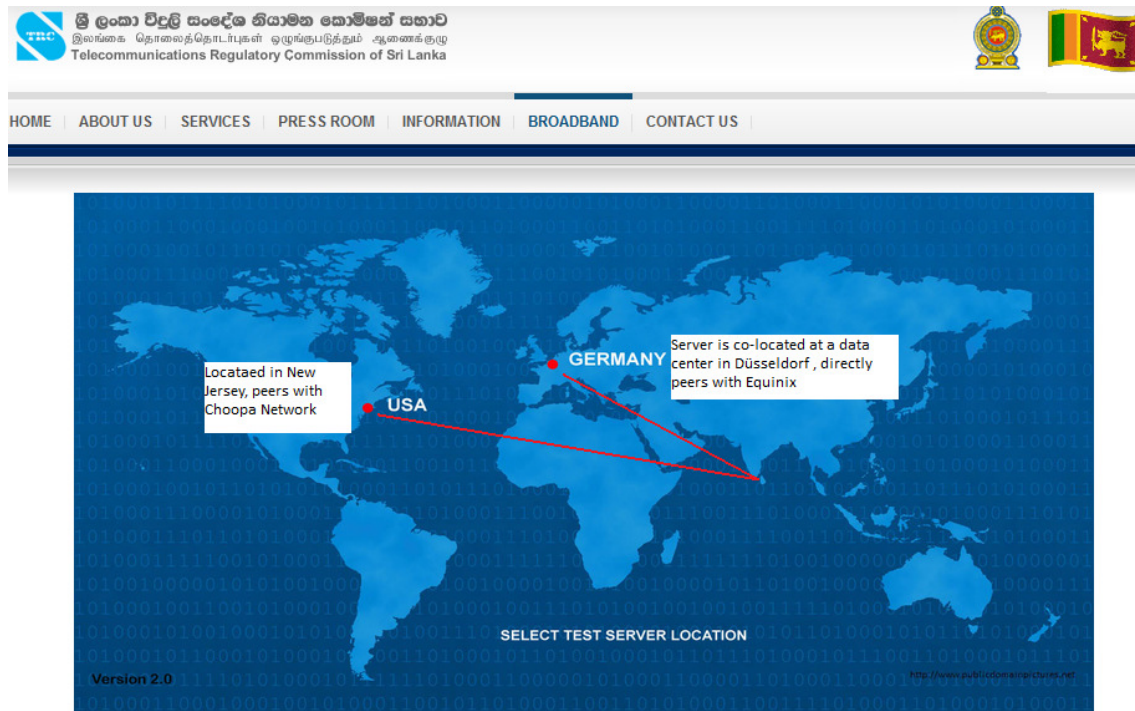 TRC
ශ්‍රී ලංකා විදුලි සංදේශ නියාමන කොමිෂන් සභාව
இலங்கை தொலைத்தொடர்புகள் ஒழுங்குபடுத்தும் ஆணைக்குழு
Telecommunications Regulatory Commission of Sri Lanka
HOME ABOUT US SERVICES PRESS ROOM INFORMATION BROADBAND CONTACT US
Server is co-located at a data
GERMANY center in Düsseldorf , directly
peers with Equinix
Locataed in New
Jersey, peers with
Choopa Network
USA
SELECT TEST SERVER LOCATION
Version 2.0
http://www.publicdomainpictures.net